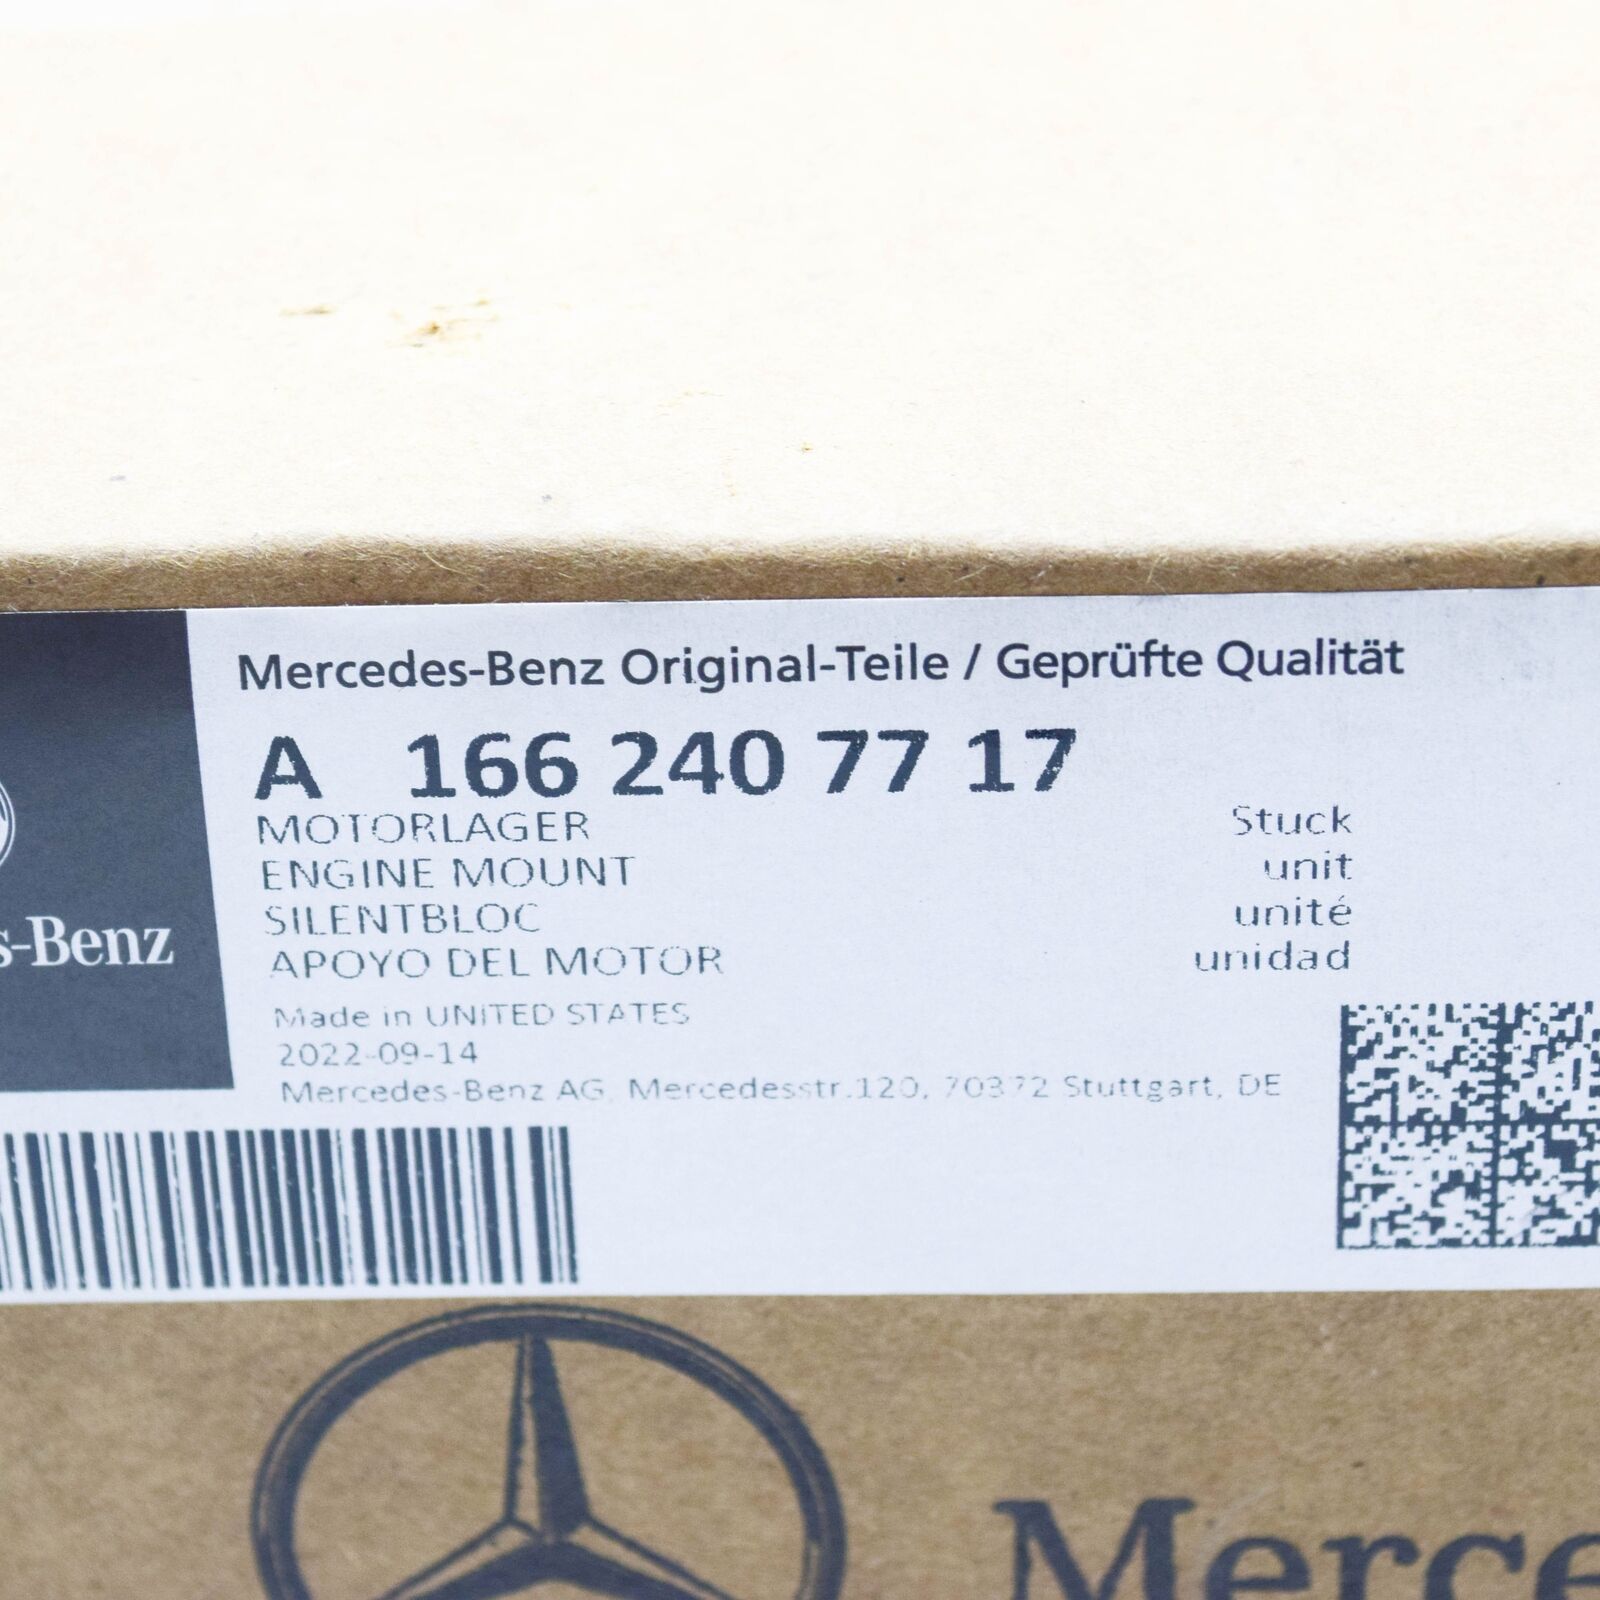 Mercedes-Benz Original-Teile / Geprüfte Qualität
A 166 240 77 17
MOTORLAGER Stuck
ENGINE MOUNT unit
SILENTBLOC unité
APOYO DEL MOTOR unidad
Made in UNITED STATES
2022-09-14
Mercedes-Benz AG, Mercedesstr.120, 70372 Stuttgart, DE
s-Benz
Merce